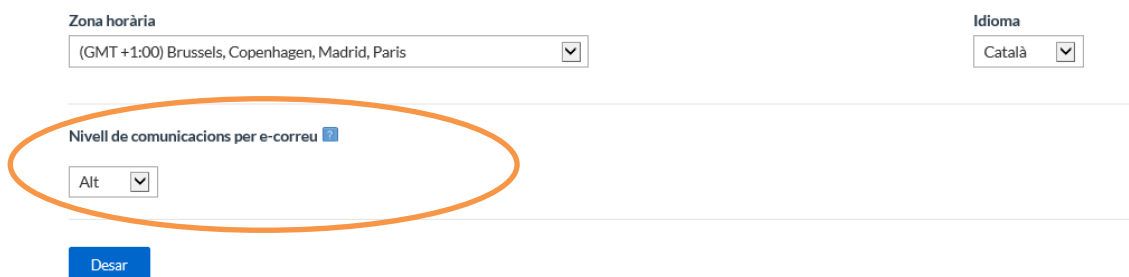 Zona horària
Idioma
(GMT +1:00) Brussels, Copenhagen, Madrid, Paris
Català
Nivell de comunicacions per e-correu ?
Alt
Desar